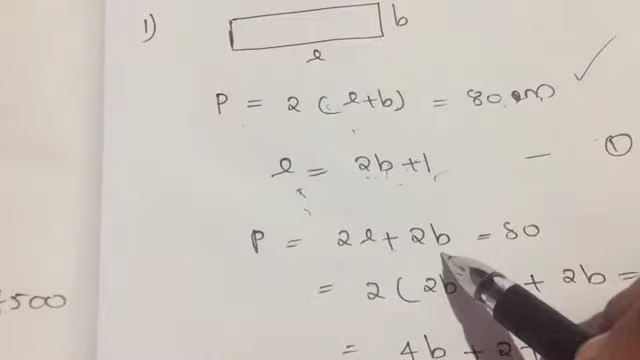 1)
b
l
P = 2 (l+b) = 80 cm
l = 2b+1 — ①
P = 2l + 2b = 80
÷500
= 2 (2b + 2b =
= 4b + 2